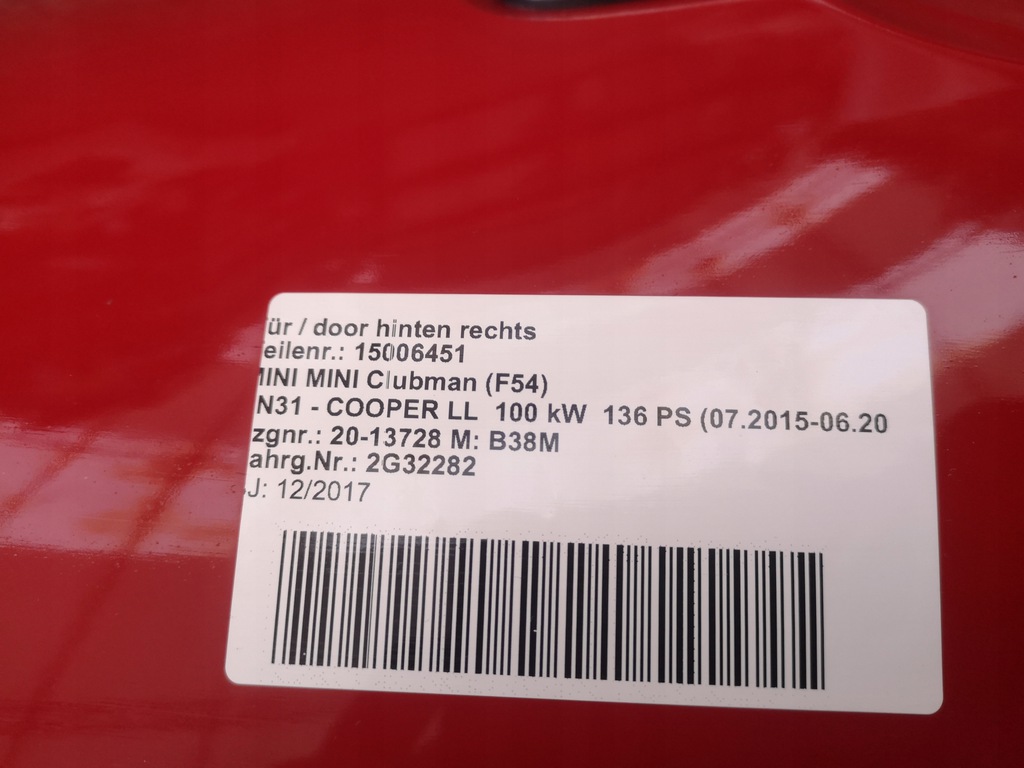 ür / door hinten rechts
eilenr.: 15006451
INI MINI Clubman (F54)
N31 - COOPER LL 100 kW 136 PS (07.2015-06.20
zgnr.: 20-13728 M: B38M
ahrg.Nr.: 2G32282
J: 12/2017